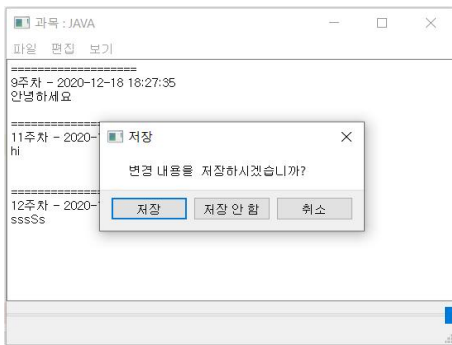 과목 : JAVA
파일 편집 보기
===================
9주차 - 2020-12-18 18:27:35
안녕하세요
11주차 - 2020-
hi
12주차 - 2020-
sssSs
저장
변경 내용을 저장하시겠습니까?
저장 저장 안 함 취소